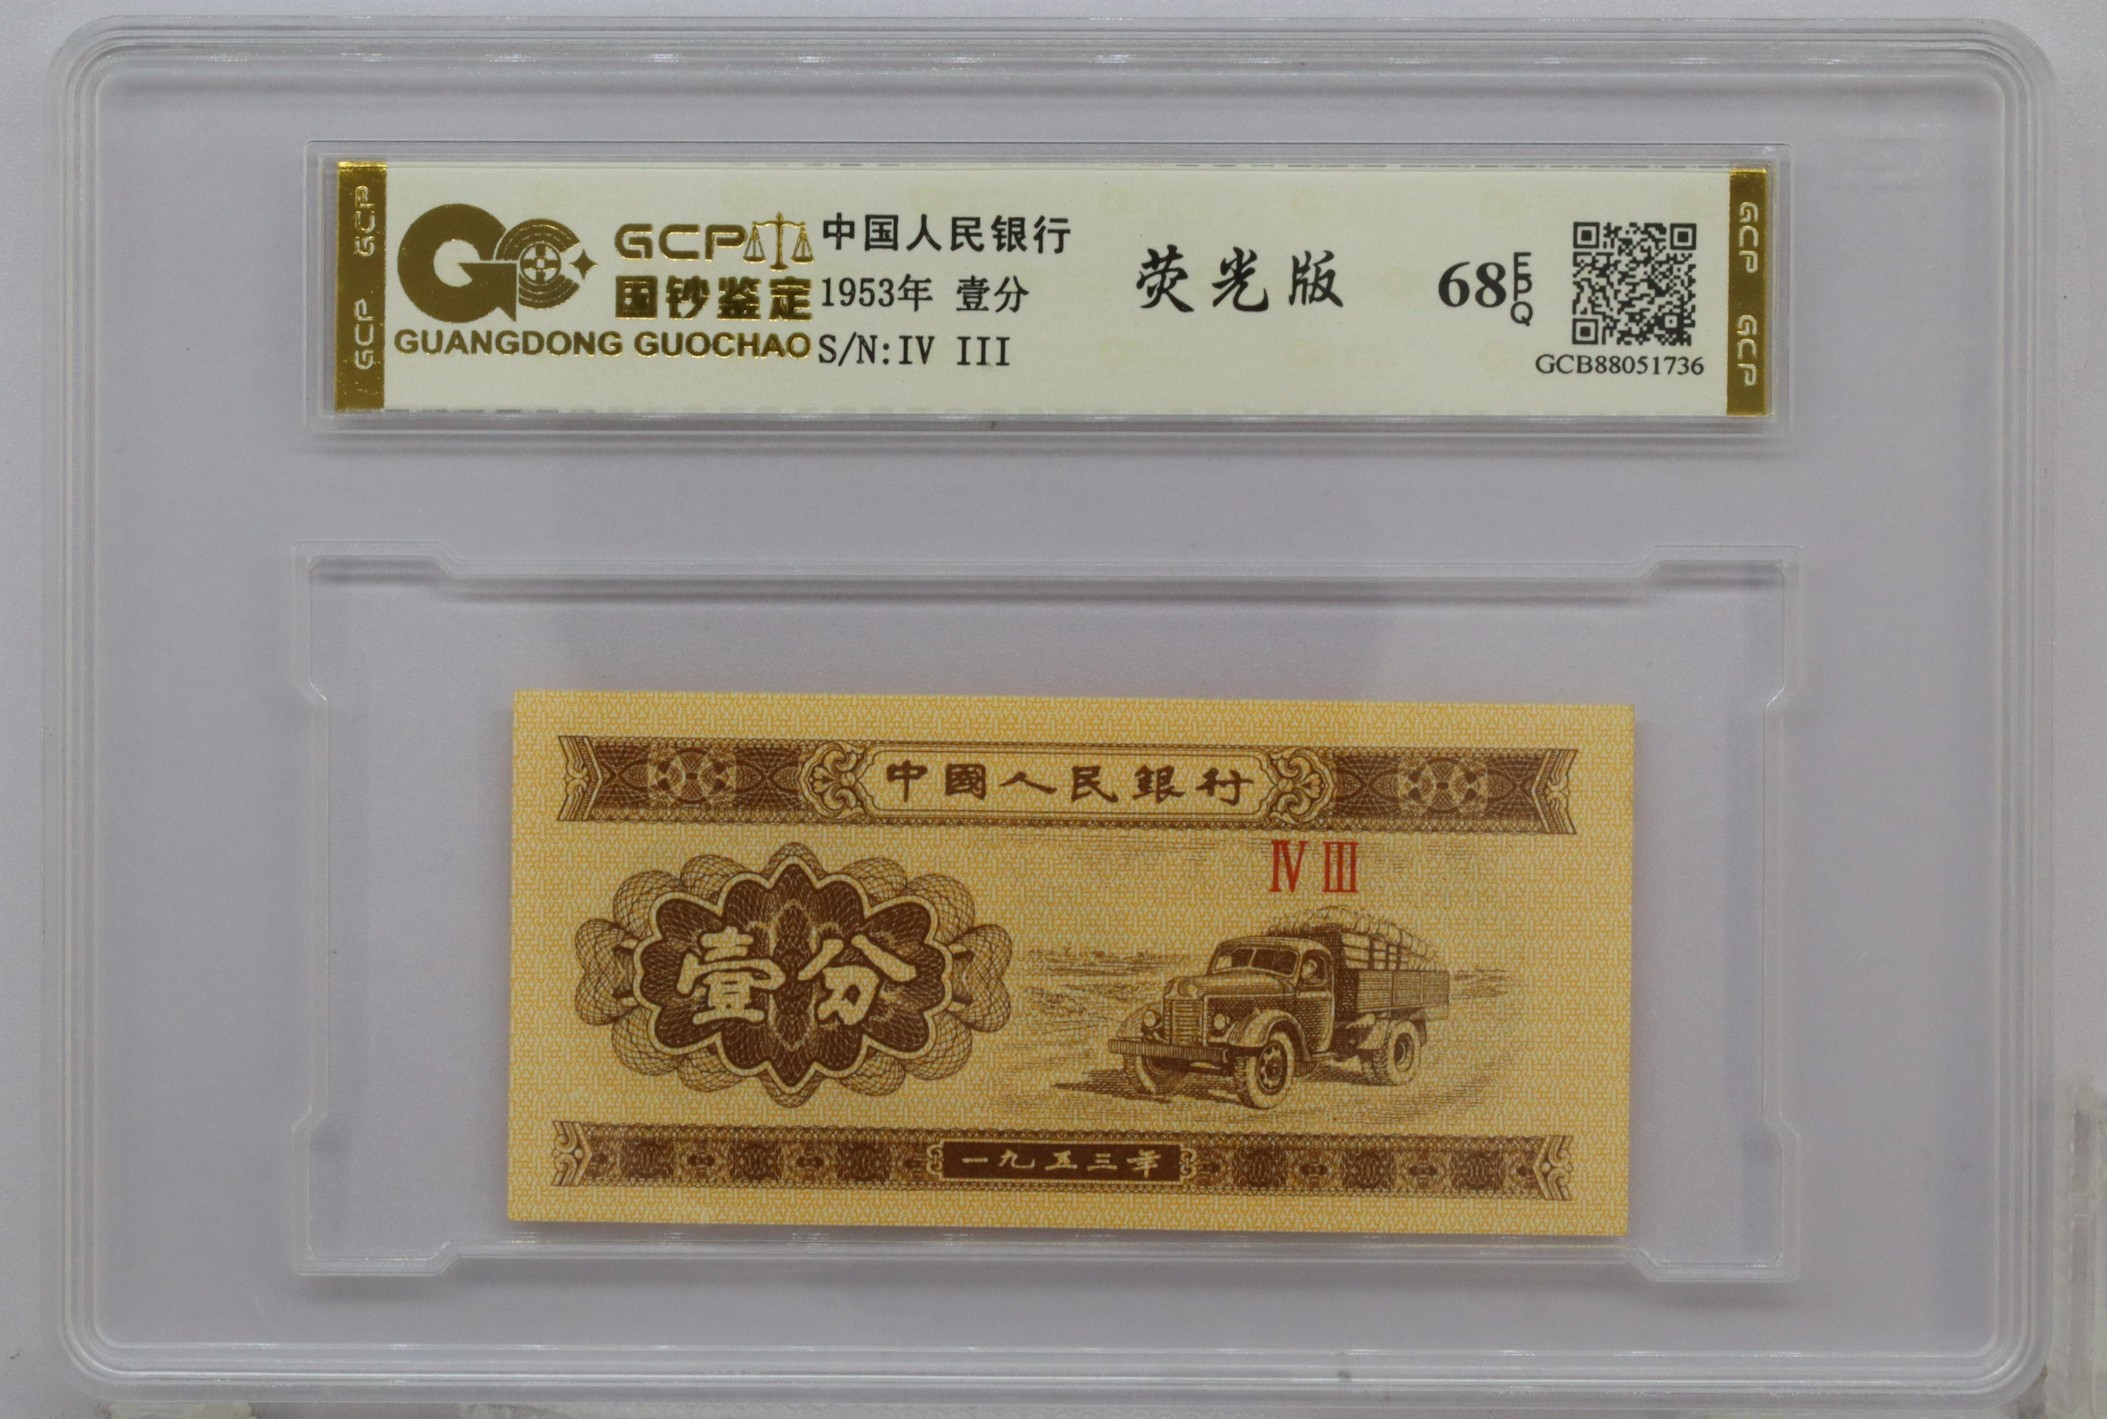 GCP
国钞鉴定
GUANGDONG GUOCHAO
中国人民银行
1953年 壹分
S/N:IV III
荧光版
68 EPQ
GCB88051736
GCP GCP
GCP GCP
中國人民銀行
IV III
壹分
一九五三年